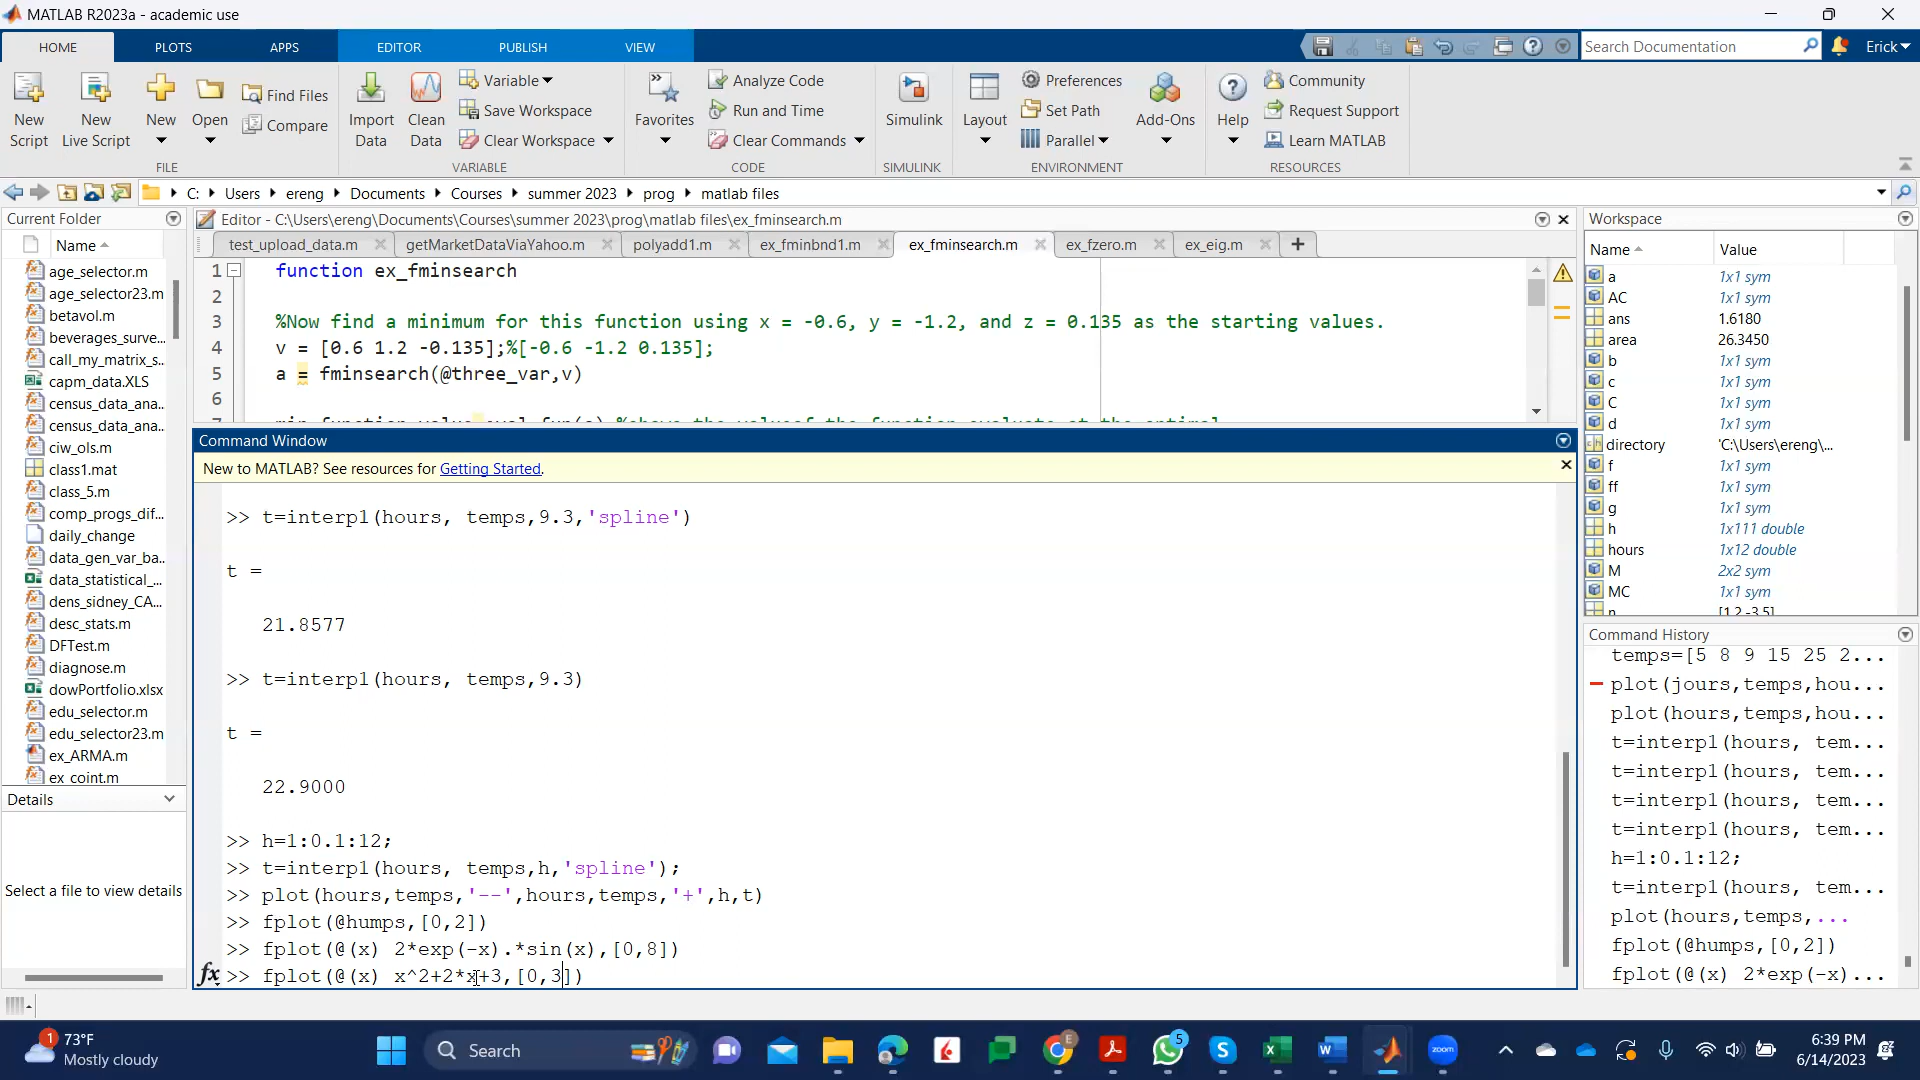 MATLAB R2023a - academic use
HOME PLOTS APPS EDITOR PUBLISH VIEW
Search Documentation
Erick
New Script
New Live Script
New
Open
Find Files
Compare
FILE
Import Data
Clean Data
Variable
Save Workspace
Clear Workspace
VARIABLE
Favorites
Analyze Code
Run and Time
Clear Commands
CODE
Simulink
SIMULINK
Layout
Preferences
Set Path
Parallel
Add-Ons
ENVIRONMENT
Help
Community
Request Support
Learn MATLAB
RESOURCES
C: Users ereng Documents Courses summer 2023 prog matlab files
Current Folder
Name
age_selector.m
age_selector23.m
betavol.m
beverages_surve...
call_my_matrix_s...
capm_data.XLS
census_data_ana...
census_data_ana...
ciw_ols.m
class1.mat
class_5.m
comp_progs_dif...
daily_change
data_gen_var_ba...
data_statistical_...
dens_sidney_CA...
desc_stats.m
DFTest.m
diagnose.m
dowPortfolio.xlsx
edu_selector.m
edu_selector23.m
ex_ARMA.m
ex_coint.m
Details
Select a file to view details
Editor - C:\Users\ereng\Documents\Courses\summer 2023\prog\matlab files\ex_fminsearch.m
test_upload_data.m getMarketDataViaYahoo.m polyadd1.m ex_fminbnd1.m ex_fminsearch.m ex_fzero.m ex_eig.m
1 function ex_fminsearch
2
3 %Now find a minimum for this function using x = -0.6, y = -1.2, and z = 0.135 as the starting values.
4 v = [0.6 1.2 -0.135];%[-0.6 -1.2 0.135];
5 a = fminsearch(@three_var,v)
6
Command Window
New to MATLAB? See resources for Getting Started.
>> t=interp1(hours, temps,9.3,'spline')
t =
21.8577
>> t=interp1(hours, temps,9.3)
t =
22.9000
>> h=1:0.1:12;
>> t=interp1(hours, temps,h,'spline');
>> plot(hours,temps,'--',hours,temps,'+',h,t)
>> fplot(@humps,[0,2])
>> fplot(@(x) 2*exp(-x).*sin(x),[0,8])
fx >> fplot(@(x) x^2+2*x+3,[0,3])
Workspace
Name Value
a 1x1 sym
AC 1x1 sym
ans 1.6180
area 26.3450
b 1x1 sym
c 1x1 sym
C 1x1 sym
d 1x1 sym
directory 'C:\Users\ereng\...
f 1x1 sym
ff 1x1 sym
g 1x1 sym
h 1x111 double
hours 1x12 double
M 2x2 sym
MC 1x1 sym
n [1,2,-3.5]
Command History
temps=[5 8 9 15 25 2...
plot(jours,temps,hou...
plot(hours,temps,hou...
t=interp1(hours, tem...
t=interp1(hours, tem...
t=interp1(hours, tem...
t=interp1(hours, tem...
h=1:0.1:12;
t=interp1(hours, tem...
plot(hours,temps,...
fplot(@humps,[0,2])
fplot(@(x) 2*exp(-x)...
1
73°F
Mostly cloudy
Search
E
5
zoom
6:39 PM
6/14/2023